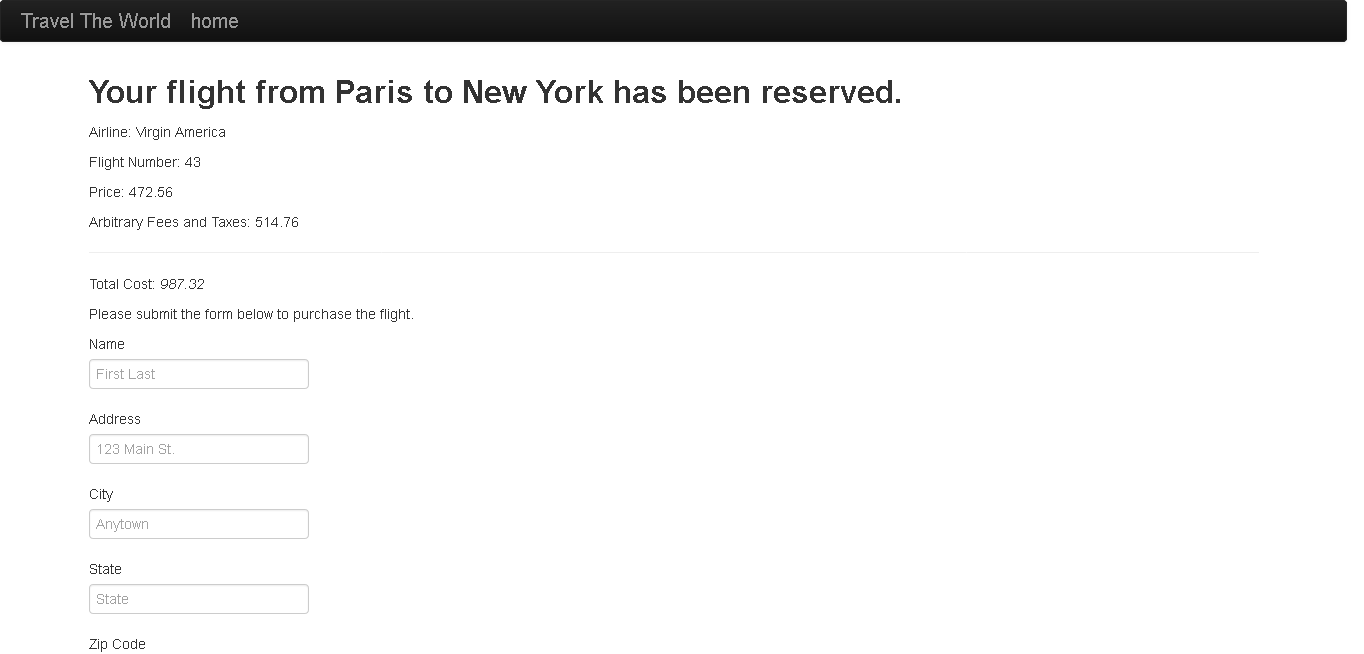 Travel The World home
Your flight from Paris to New York has been reserved.
Airline: Virgin America
Flight Number: 43
Price: 472.56
Arbitrary Fees and Taxes: 514.76
Total Cost: 987.32
Please submit the form below to purchase the flight.
Name
First Last
Address
123 Main St.
City
Anytown
State
State
Zip Code